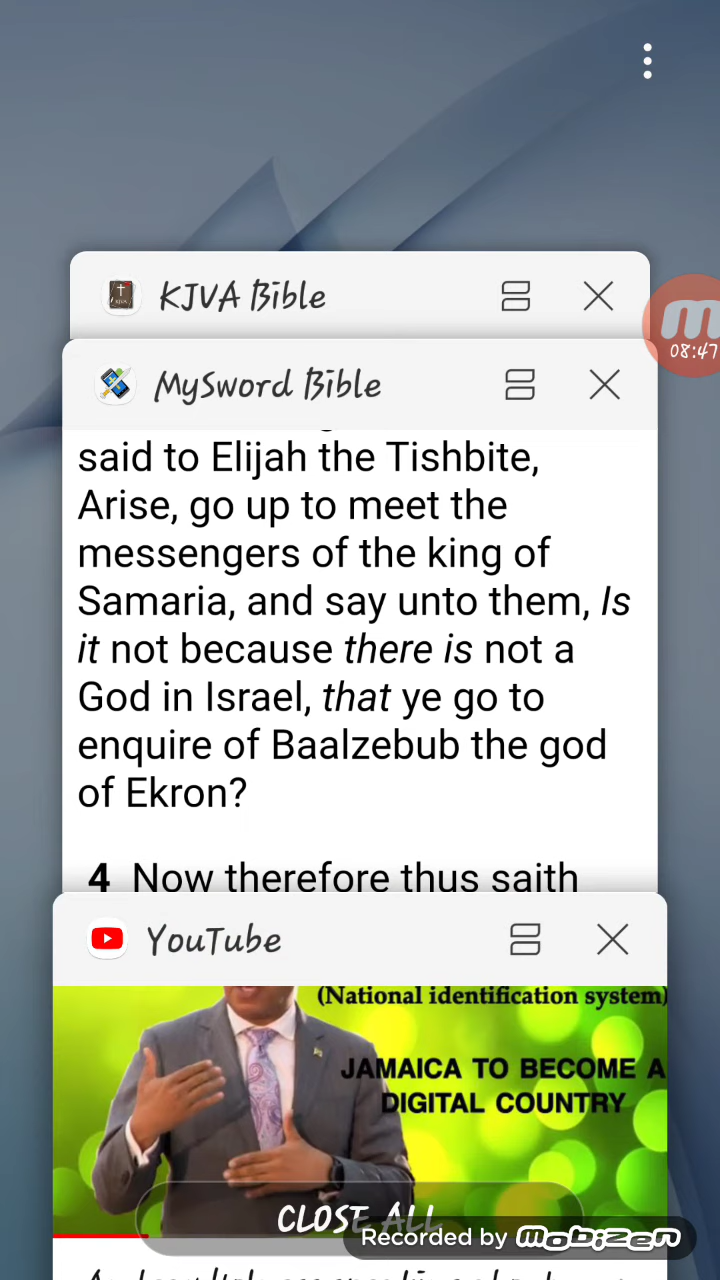 KJVA Bible
m
08:47
MySword Bible
said to Elijah the Tishbite,
Arise, go up to meet the
messengers of the king of
Samaria, and say unto them, Is
it not because there is not a
God in Israel, that ye go to
enquire of Baalzebub the god
of Ekron?
4 Now therefore thus saith
YouTube
(National identification system)
JAMAICA TO BECOME A
DIGITAL COUNTRY
CLOSE ALL
Recorded by mobizen